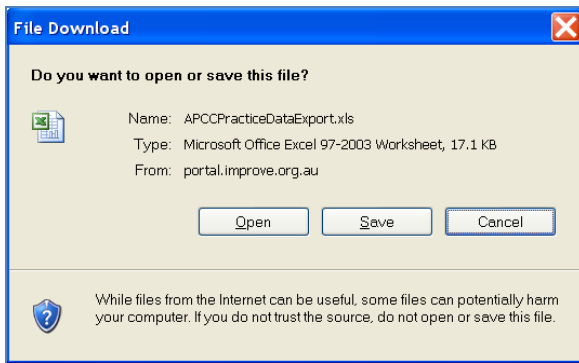 File Download
Do you want to open or save this file?
Name: APCCPracticeDataExport.xls
Type: Microsoft Office Excel 97-2003 Worksheet, 17.1 KB
From: portal.improve.org.au
Open Save Cancel
While files from the Internet can be useful, some files can potentially harm
your computer. If you do not trust the source, do not open or save this file.